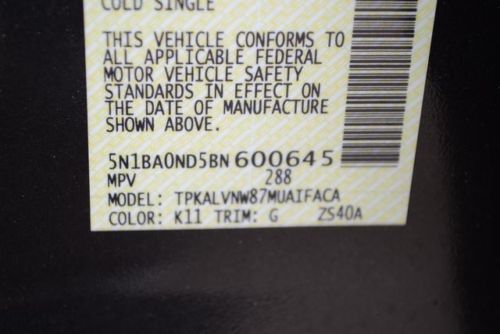 COLD SINGLE
THIS VEHICLE CONFORMS TO
ALL APPLICABLE FEDERAL
MOTOR VEHICLE SAFETY
STANDARDS IN EFFECT ON
THE DATE OF MANUFACTURE
SHOWN ABOVE.
5N1BA0ND5BN600645
MPV 288
MODEL: TPKALVNW87MUAIFACA
COLOR: K11 TRIM: G ZS40A